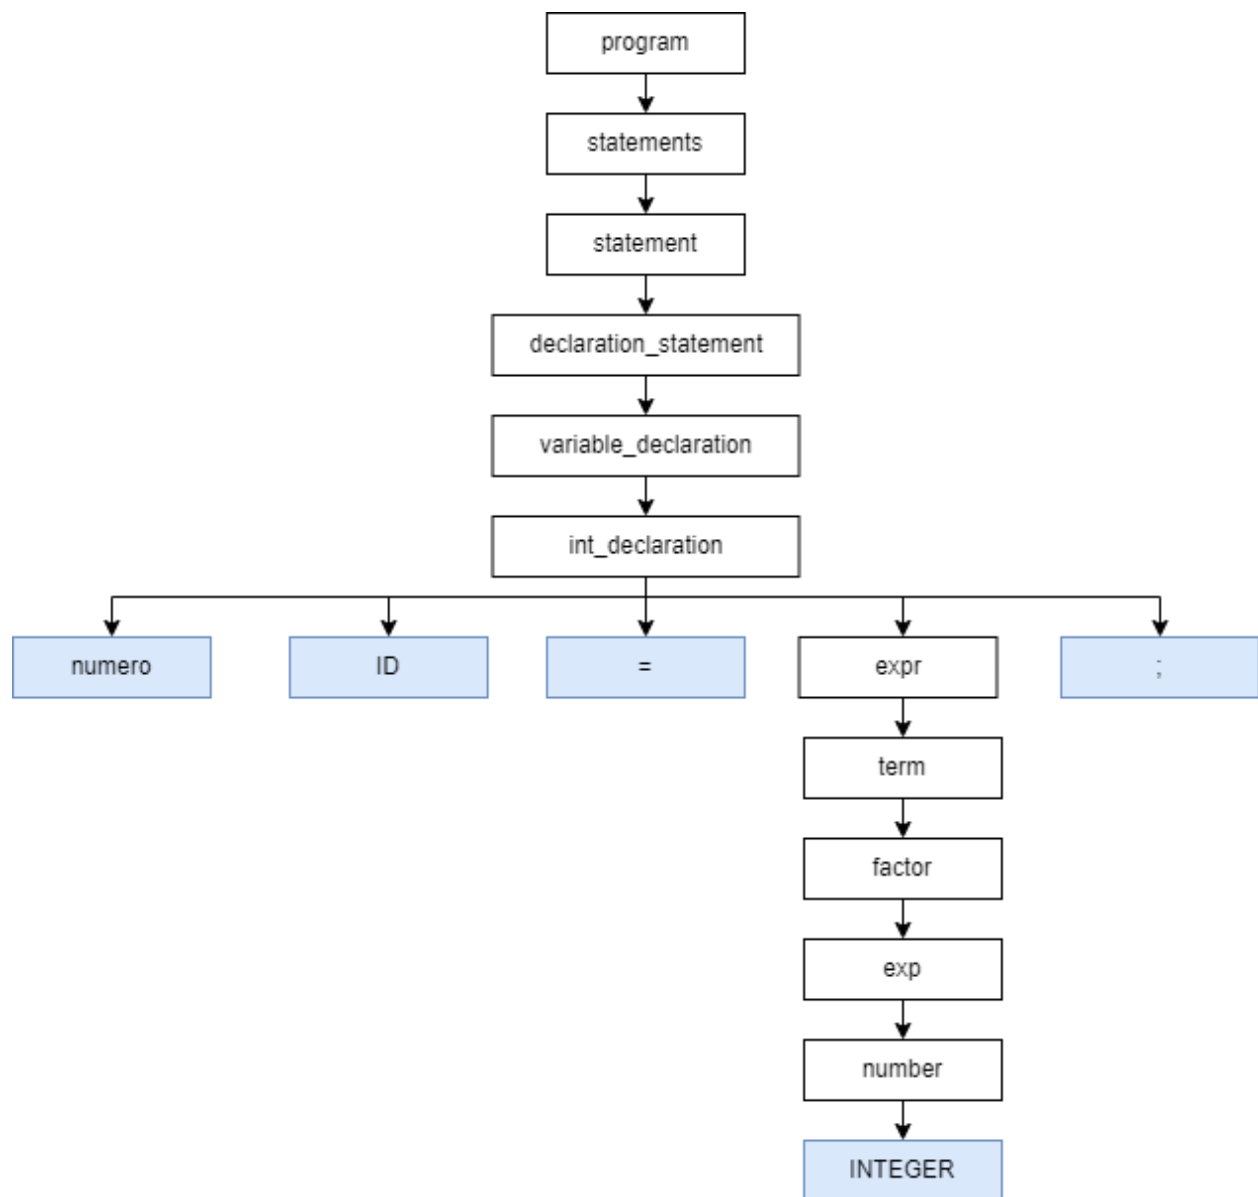 program
statements
statement
declaration_statement
variable_declaration
int_declaration
numero ID = expr ;
term
factor
exp
number
INTEGER